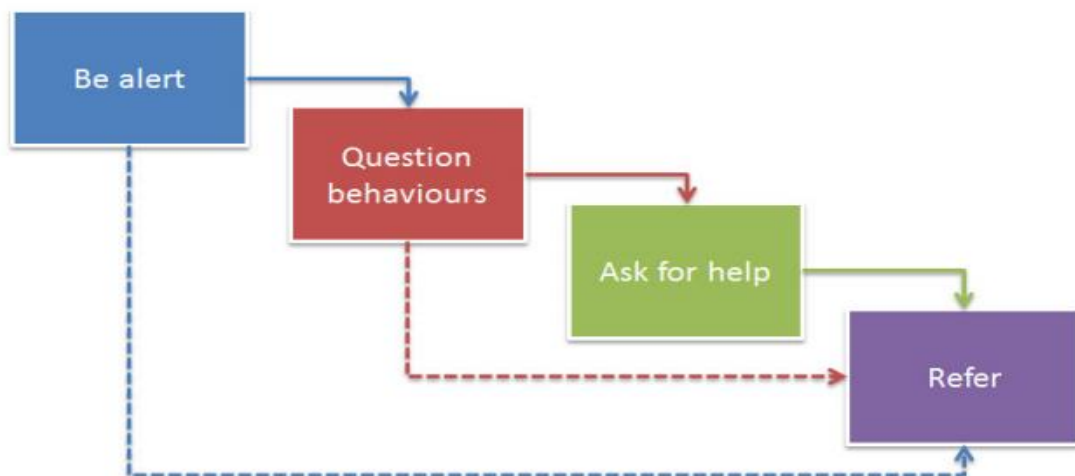 Be alert
Question
behaviours
Ask for help
Refer